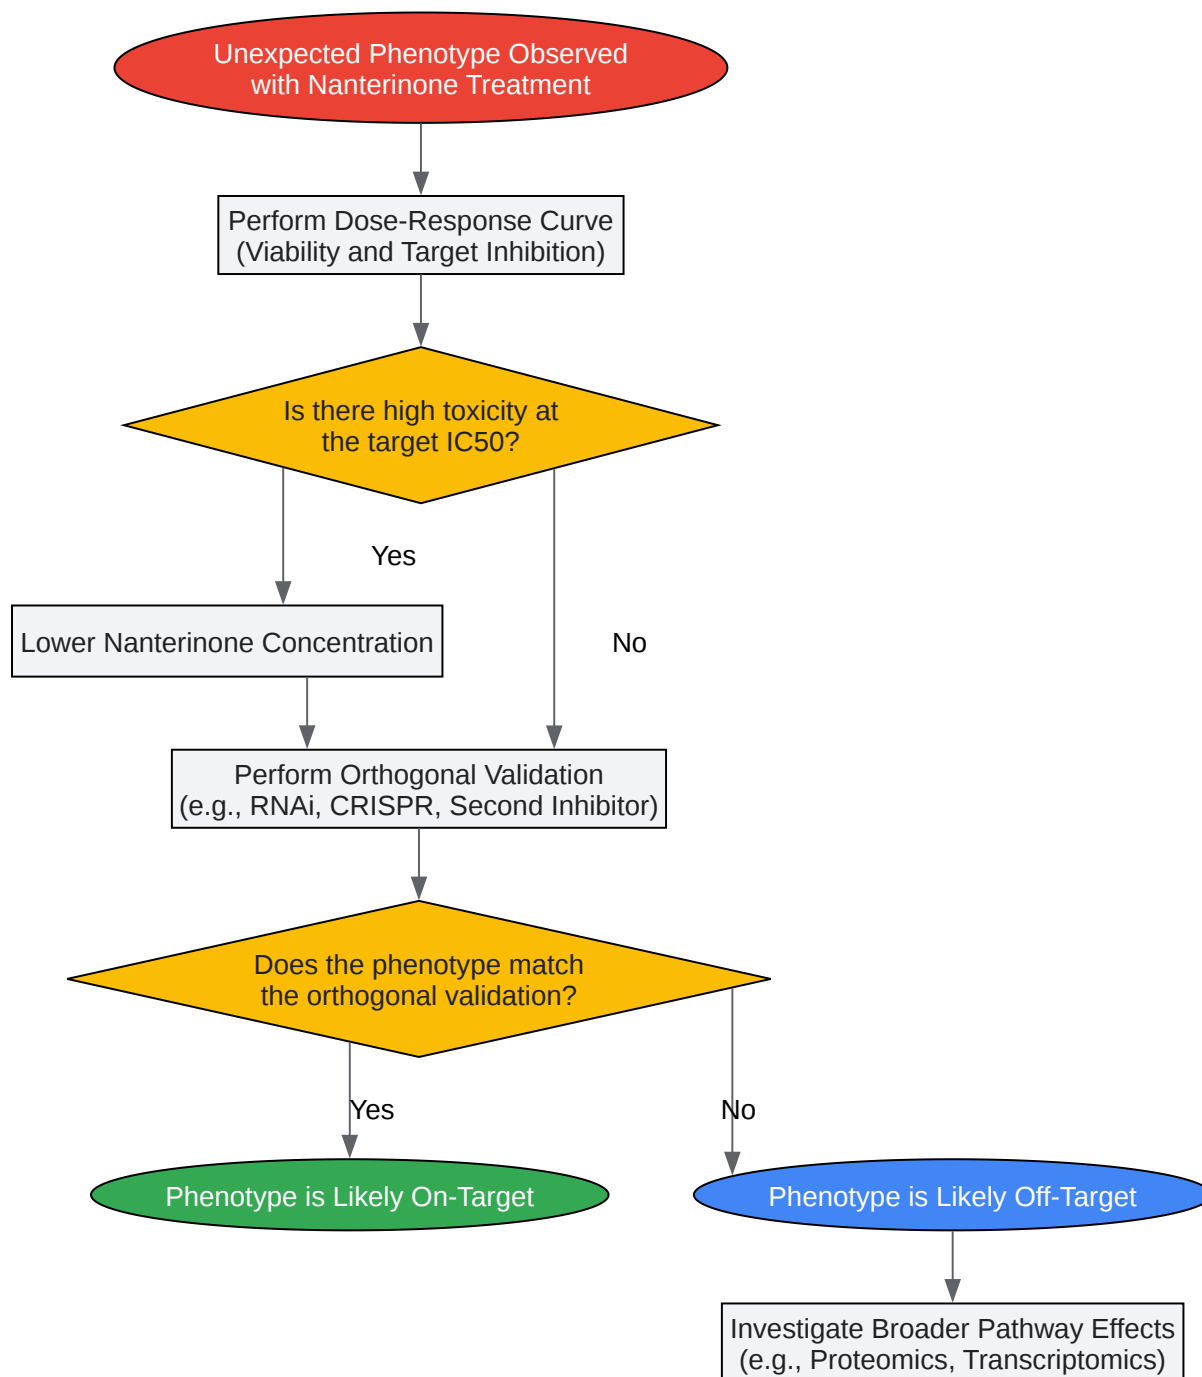 Unexpected Phenotype Observed
with Nanterinone Treatment
Perform Dose-Response Curve
(Viability and Target Inhibition)
Is there high toxicity at
the target IC50?
Yes
Lower Nanterinone Concentration
No
Perform Orthogonal Validation
(e.g., RNAi, CRISPR, Second Inhibitor)
Does the phenotype match
the orthogonal validation?
Yes
No
Phenotype is Likely On-Target
Phenotype is Likely Off-Target
Investigate Broader Pathway Effects
(e.g., Proteomics, Transcriptomics)